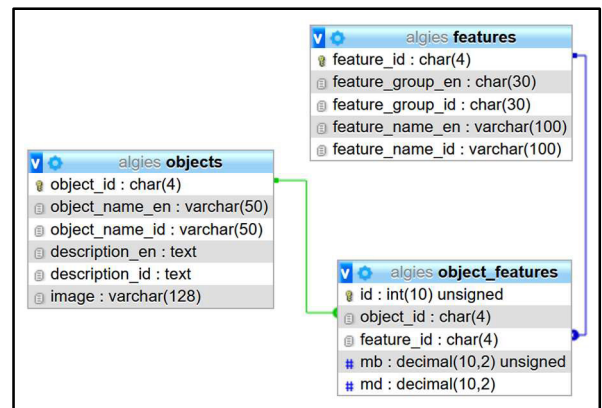 V algies features
feature_id : char(4)
feature_group_en : char(30)
feature_group_id : char(30)
feature_name_en : varchar(100)
feature_name_id : varchar(100)
V algies objects
object_id : char(4)
object_name_en : varchar(50)
object_name_id : varchar(50)
description_en : text
description_id : text
image : varchar(128)
V algies object_features
id : int(10) unsigned
object_id : char(4)
feature_id : char(4)
# mb : decimal(10,2) unsigned
# md : decimal(10,2)